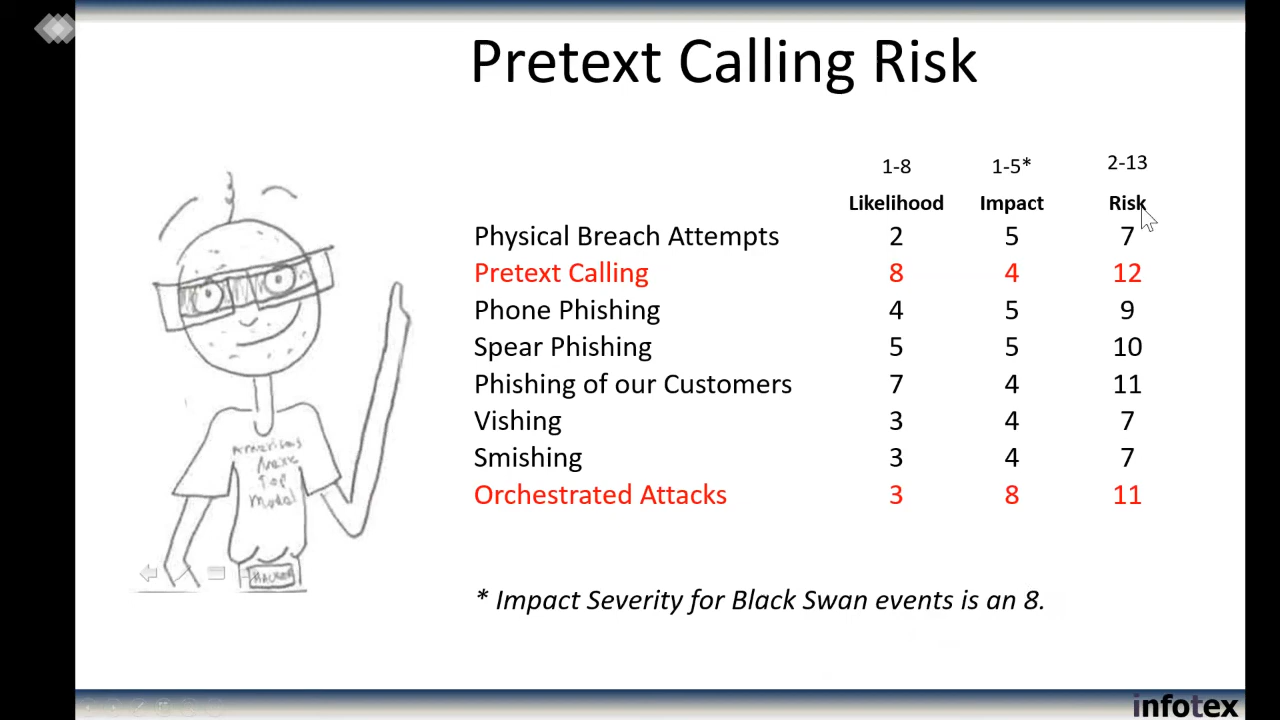 Pretext Calling Risk
1-8 1-5* 2-13
Likelihood Impact Risk
Physical Breach Attempts 2 5 7
Pretext Calling 8 4 12
Phone Phishing 4 5 9
Spear Phishing 5 5 10
Phishing of our Customers 7 4 11
Vishing 3 4 7
Smishing 3 4 7
Orchestrated Attacks 3 8 11
Top
Model
HACKER
* Impact Severity for Black Swan events is an 8.
infotex